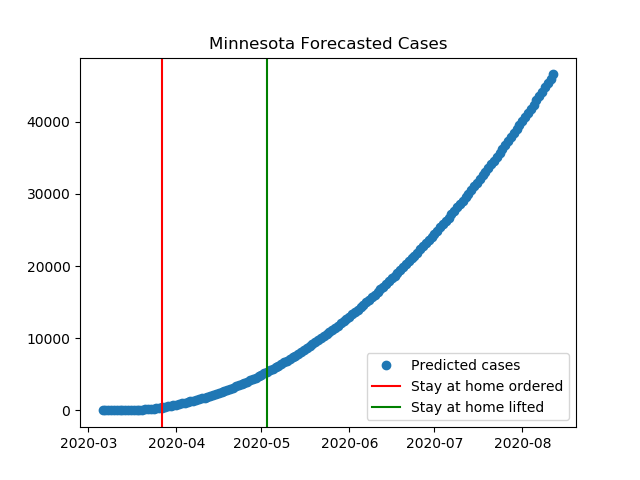 Minnesota Forecasted Cases
40000
30000
20000
10000
0
2020-03 2020-04 2020-05 2020-06 2020-07 2020-08
Predicted cases
Stay at home ordered
Stay at home lifted